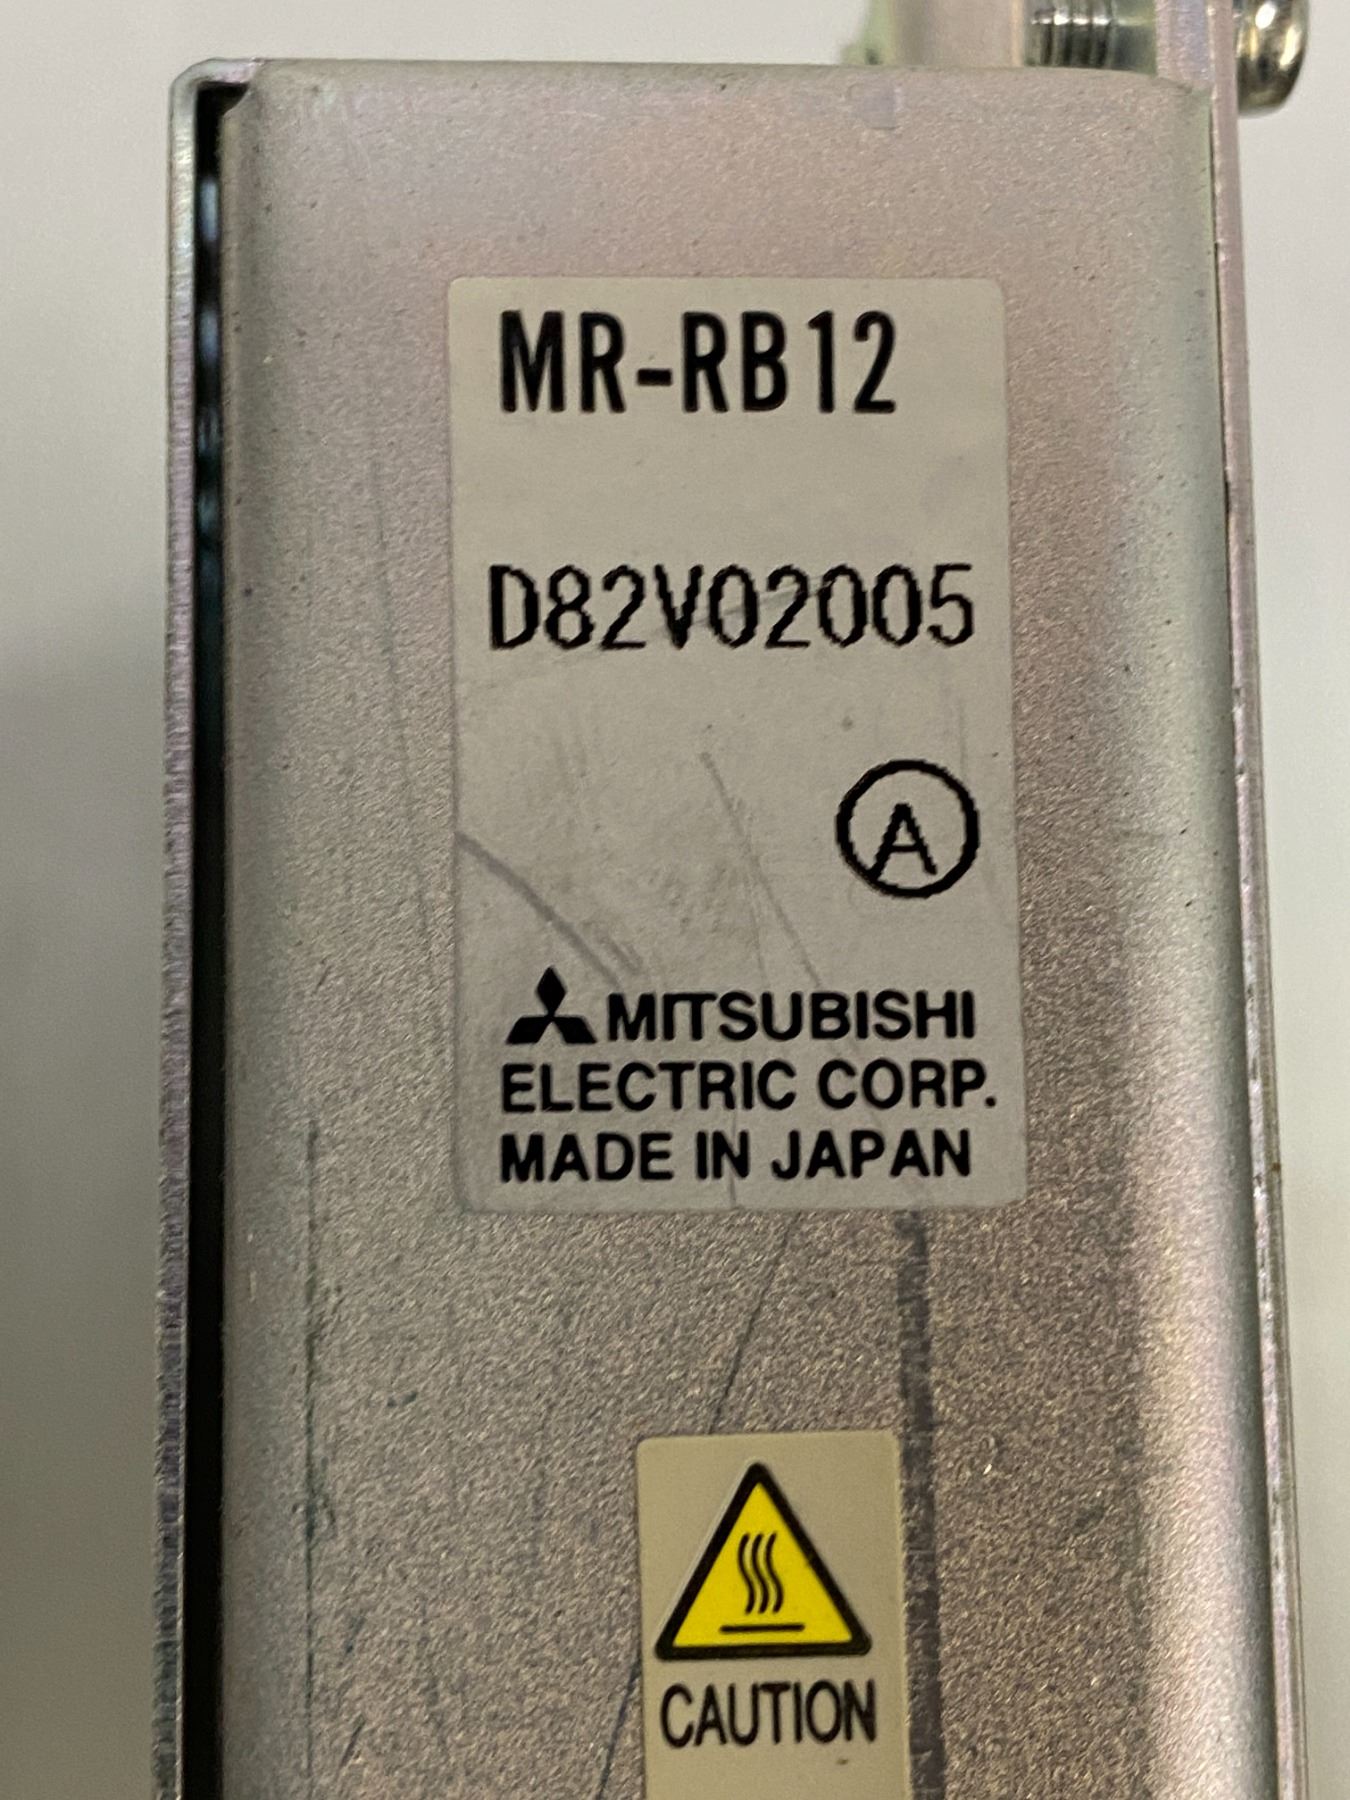 MR-RB12
D82V02005
A
MITSUBISHI
ELECTRIC CORP.
MADE IN JAPAN
CAUTION